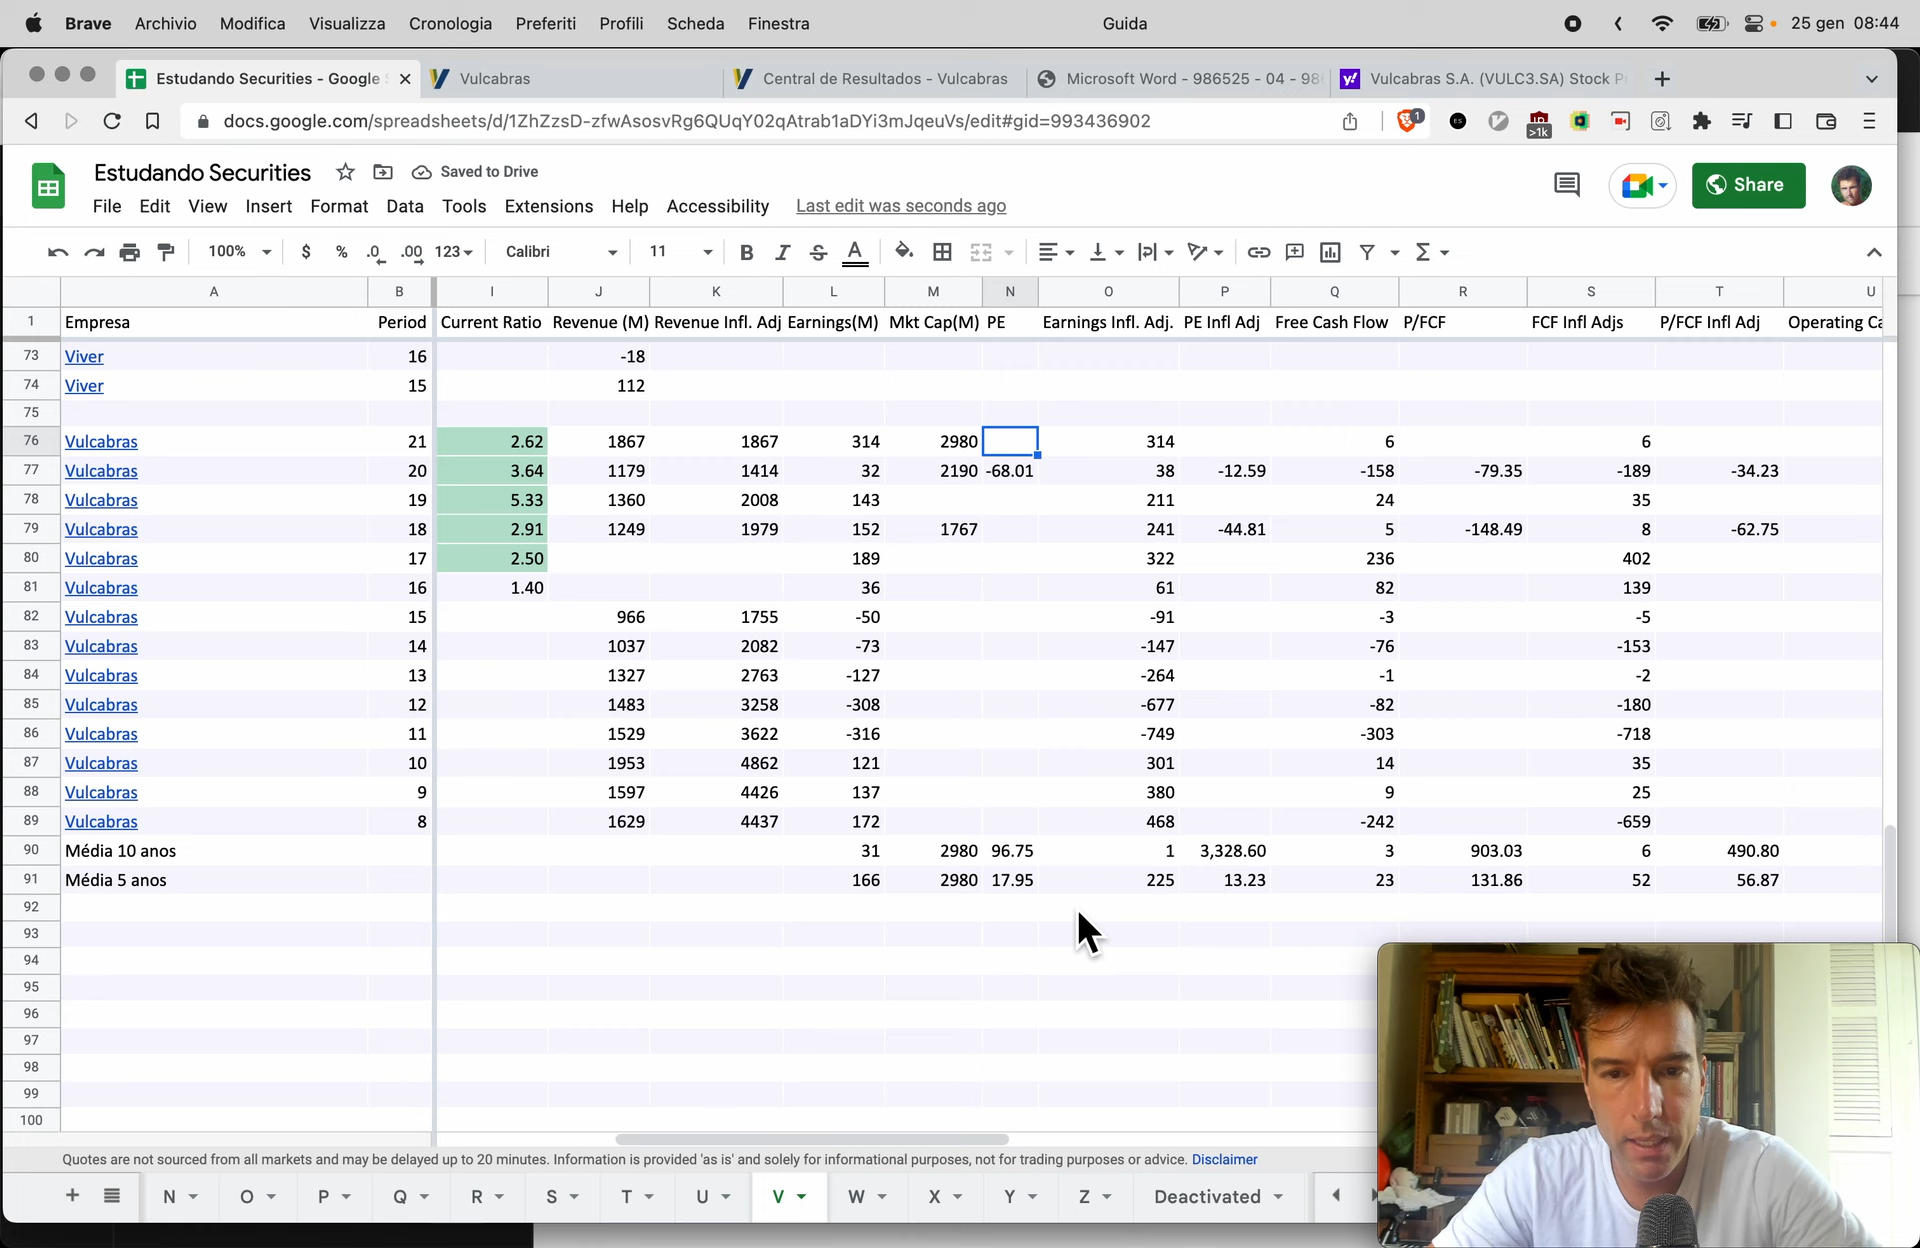 Brave Archivio Modifica Visualizza Cronologia Preferiti Profili Scheda Finestra Guida 25 gen 08:44
Estudando Securities - Google Vulcabras Central de Resultados - Vulcabras Microsoft Word - 986525 - 04 - 98 Vulcabras S.A. (VULC3.SA) Stock P
docs.google.com/spreadsheets/d/1ZhZzsD-zfwAsosvRg6QUqY02qAtrab1aDYi3mJqeuVs/edit#gid=993436902 1 >1k
Estudando Securities Saved to Drive
Share
File Edit View Insert Format Data Tools Extensions Help Accessibility Last edit was seconds ago
100% $ % .0 .00 123 Calibri 11 B I S A
A B I J K L M N O P Q R S T U
1 Empresa Period Current Ratio Revenue (M) Revenue Infl. Adj Earnings(M) Mkt Cap(M) PE Earnings Infl. Adj. PE Infl Adj Free Cash Flow P/FCF FCF Infl Adjs P/FCF Infl Adj Operating Ca
73 Viver 16 -18
74 Viver 15 112
75
76 Vulcabras 21 2.62 1867 1867 314 2980 314 6 6
77 Vulcabras 20 3.64 1179 1414 32 2190 -68.01 38 -12.59 -158 -79.35 -189 -34.23
78 Vulcabras 19 5.33 1360 2008 143 211 24 35
79 Vulcabras 18 2.91 1249 1979 152 1767 241 -44.81 5 -148.49 8 -62.75
80 Vulcabras 17 2.50 189 322 236 402
81 Vulcabras 16 1.40 36 61 82 139
82 Vulcabras 15 966 1755 -50 -91 -3 -5
83 Vulcabras 14 1037 2082 -73 -147 -76 -153
84 Vulcabras 13 1327 2763 -127 -264 -1 -2
85 Vulcabras 12 1483 3258 -308 -677 -82 -180
86 Vulcabras 11 1529 3622 -316 -749 -303 -718
87 Vulcabras 10 1953 4862 121 301 14 35
88 Vulcabras 9 1597 4426 137 380 9 25
89 Vulcabras 8 1629 4437 172 468 -242 -659
90 Média 10 anos 31 2980 96.75 1 3,328.60 3 903.03 6 490.80
91 Média 5 anos 166 2980 17.95 225 13.23 23 131.86 52 56.87
92
93
94
95
96
97
98
99
100
Quotes are not sourced from all markets and may be delayed up to 20 minutes. Information is provided 'as is' and solely for informational purposes, not for trading purposes or advice. Disclaimer
N O P Q R S T U V W X Y Z Deactivated